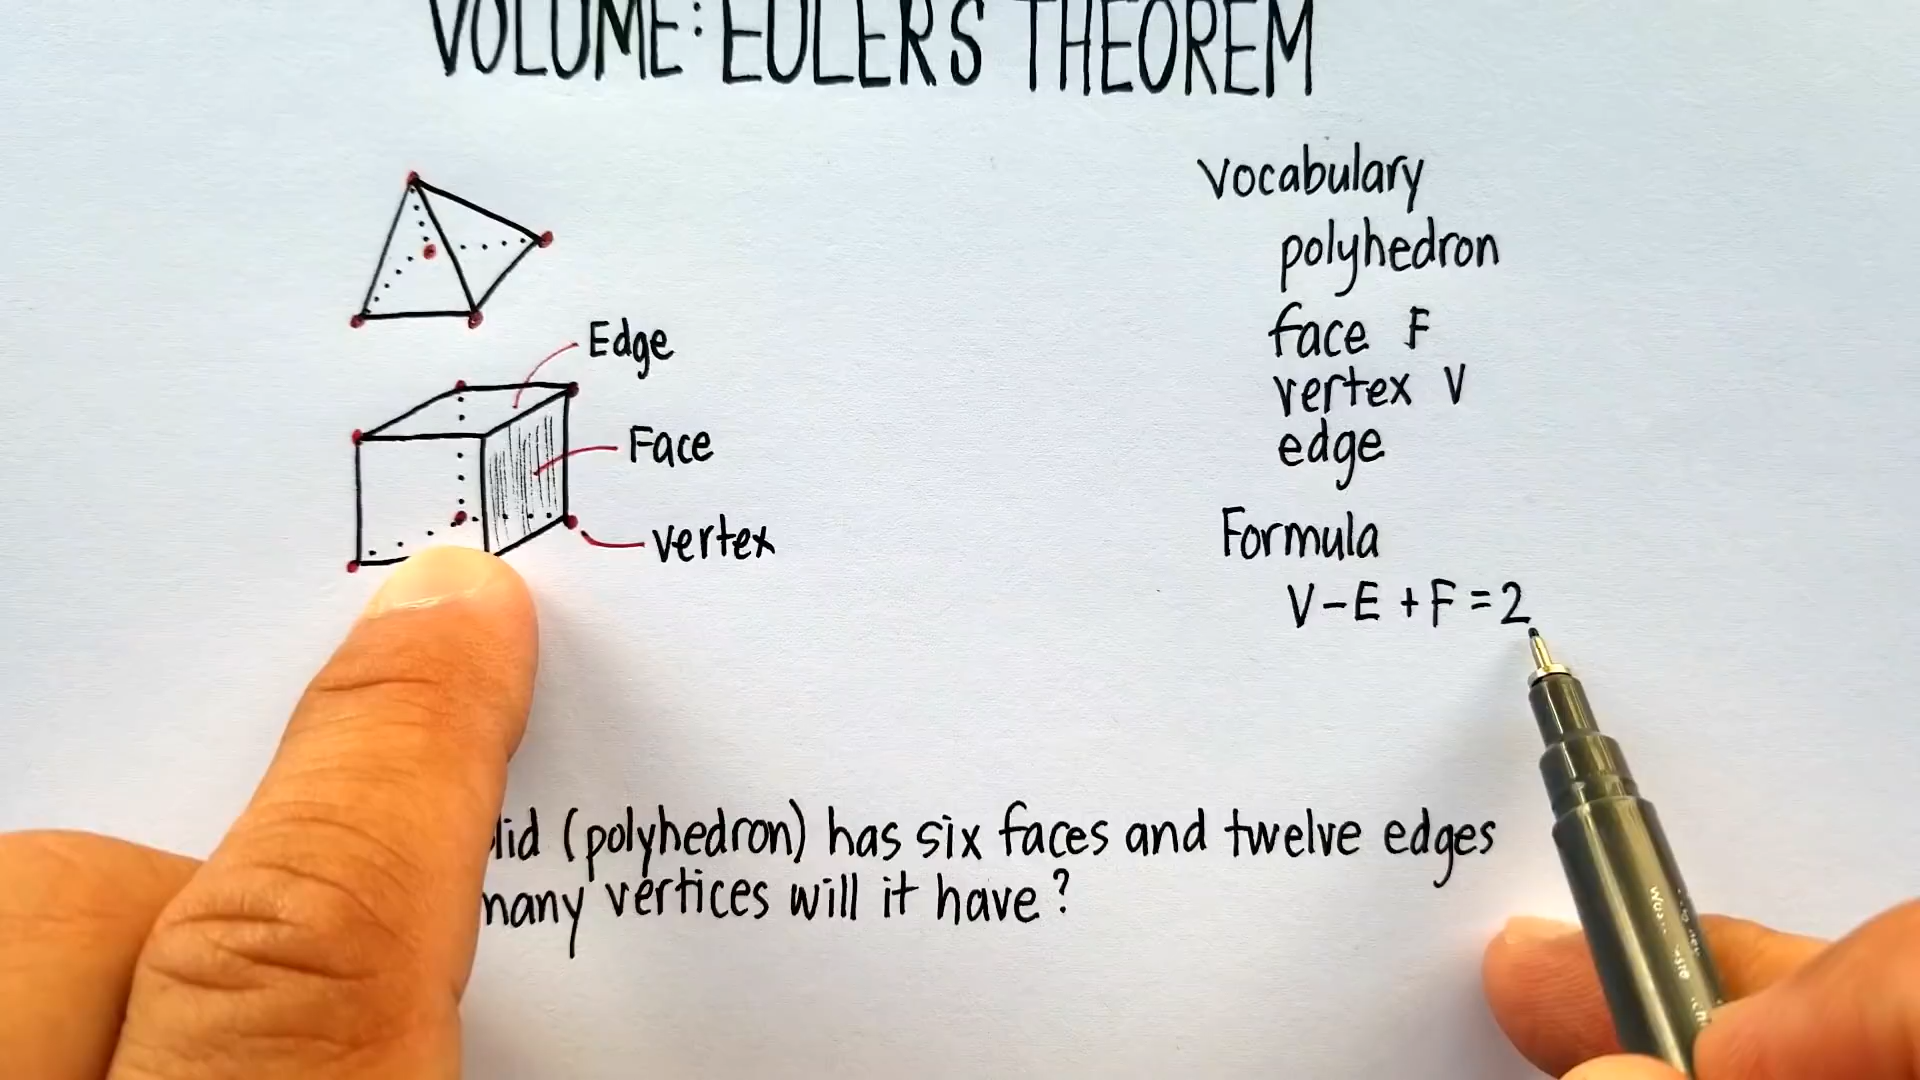 VOLUME: EULERS THEOREM
vocabulary
polyhedron
face F
vertex V
edge
Formula
V-E+F=2
Edge
Face
vertex
(polyhedron) has six faces and twelve edges
many vertices will it have?